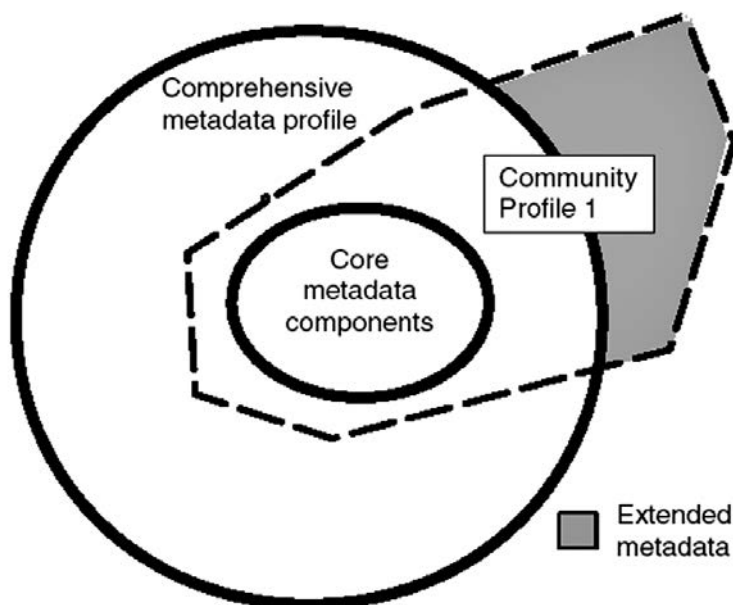 Comprehensive
metadata profile
Community
Profile 1
Core
metadata
components
Extended
metadata